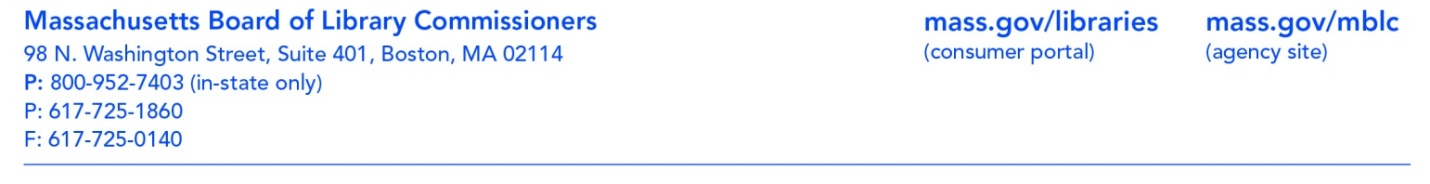 Massachusetts Board of Library Commissioners
98 N. Washington Street, Suite 401, Boston, MA 02114
P: 800-952-7403 (in-state only)
P: 617-725-1860
F: 617-725-0140
mass.gov/libraries
(consumer portal)
mass.gov/mblc
(agency site)